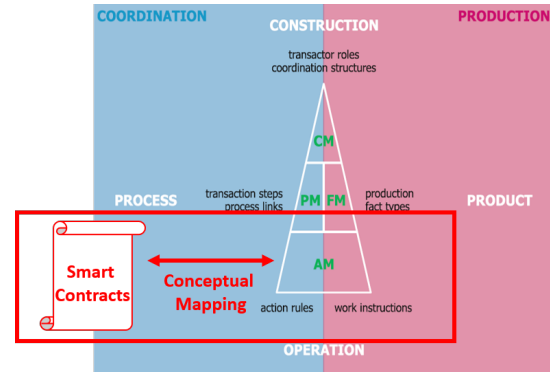 COORDINATION
PRODUCTION
CONSTRUCTION
transactor roles
coordination structures
CM
PROCESS
transaction steps
process links
PM
FM
production
fact types
PRODUCT
Smart
Contracts
Conceptual
Mapping
AM
action rules
work instructions
OPERATION